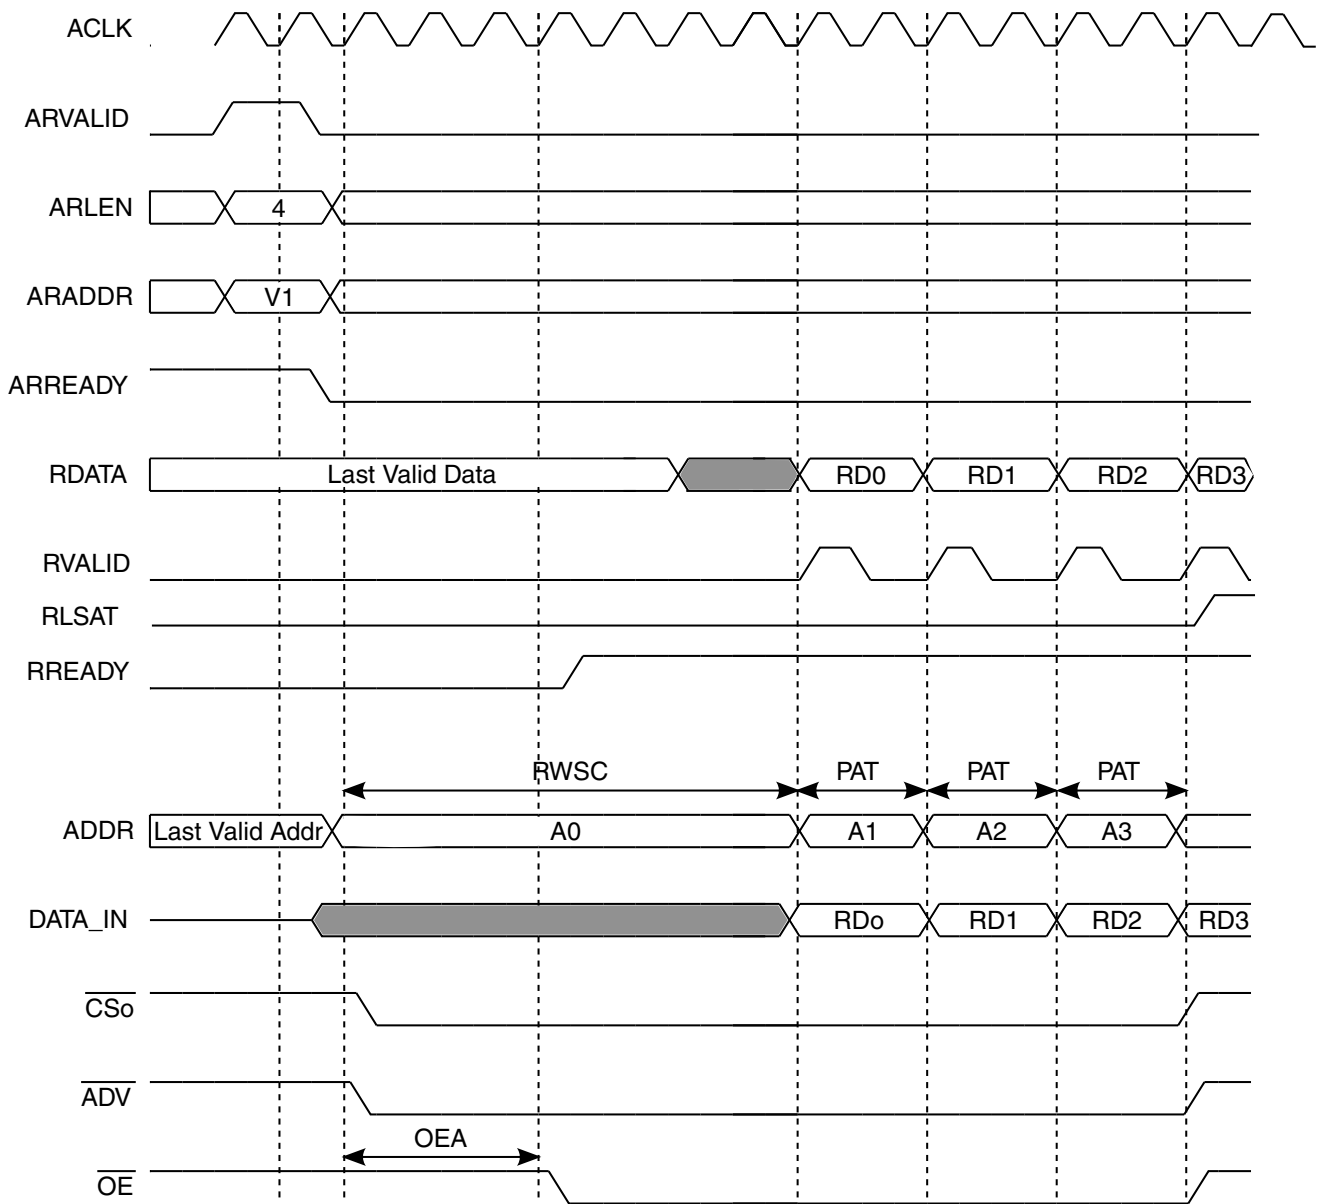 ACLK
ARVALID
ARLEN 4
ARADDR V1
ARREADY
RDATA Last Valid Data RD0 RD1 RD2 RD3
RVALID
RLSAT
RREADY
RWSC PAT PAT PAT
ADDR Last Valid Addr A0 A1 A2 A3
DATA_IN RDo RD1 RD2 RD3
CSo
ADV
OEA
OE